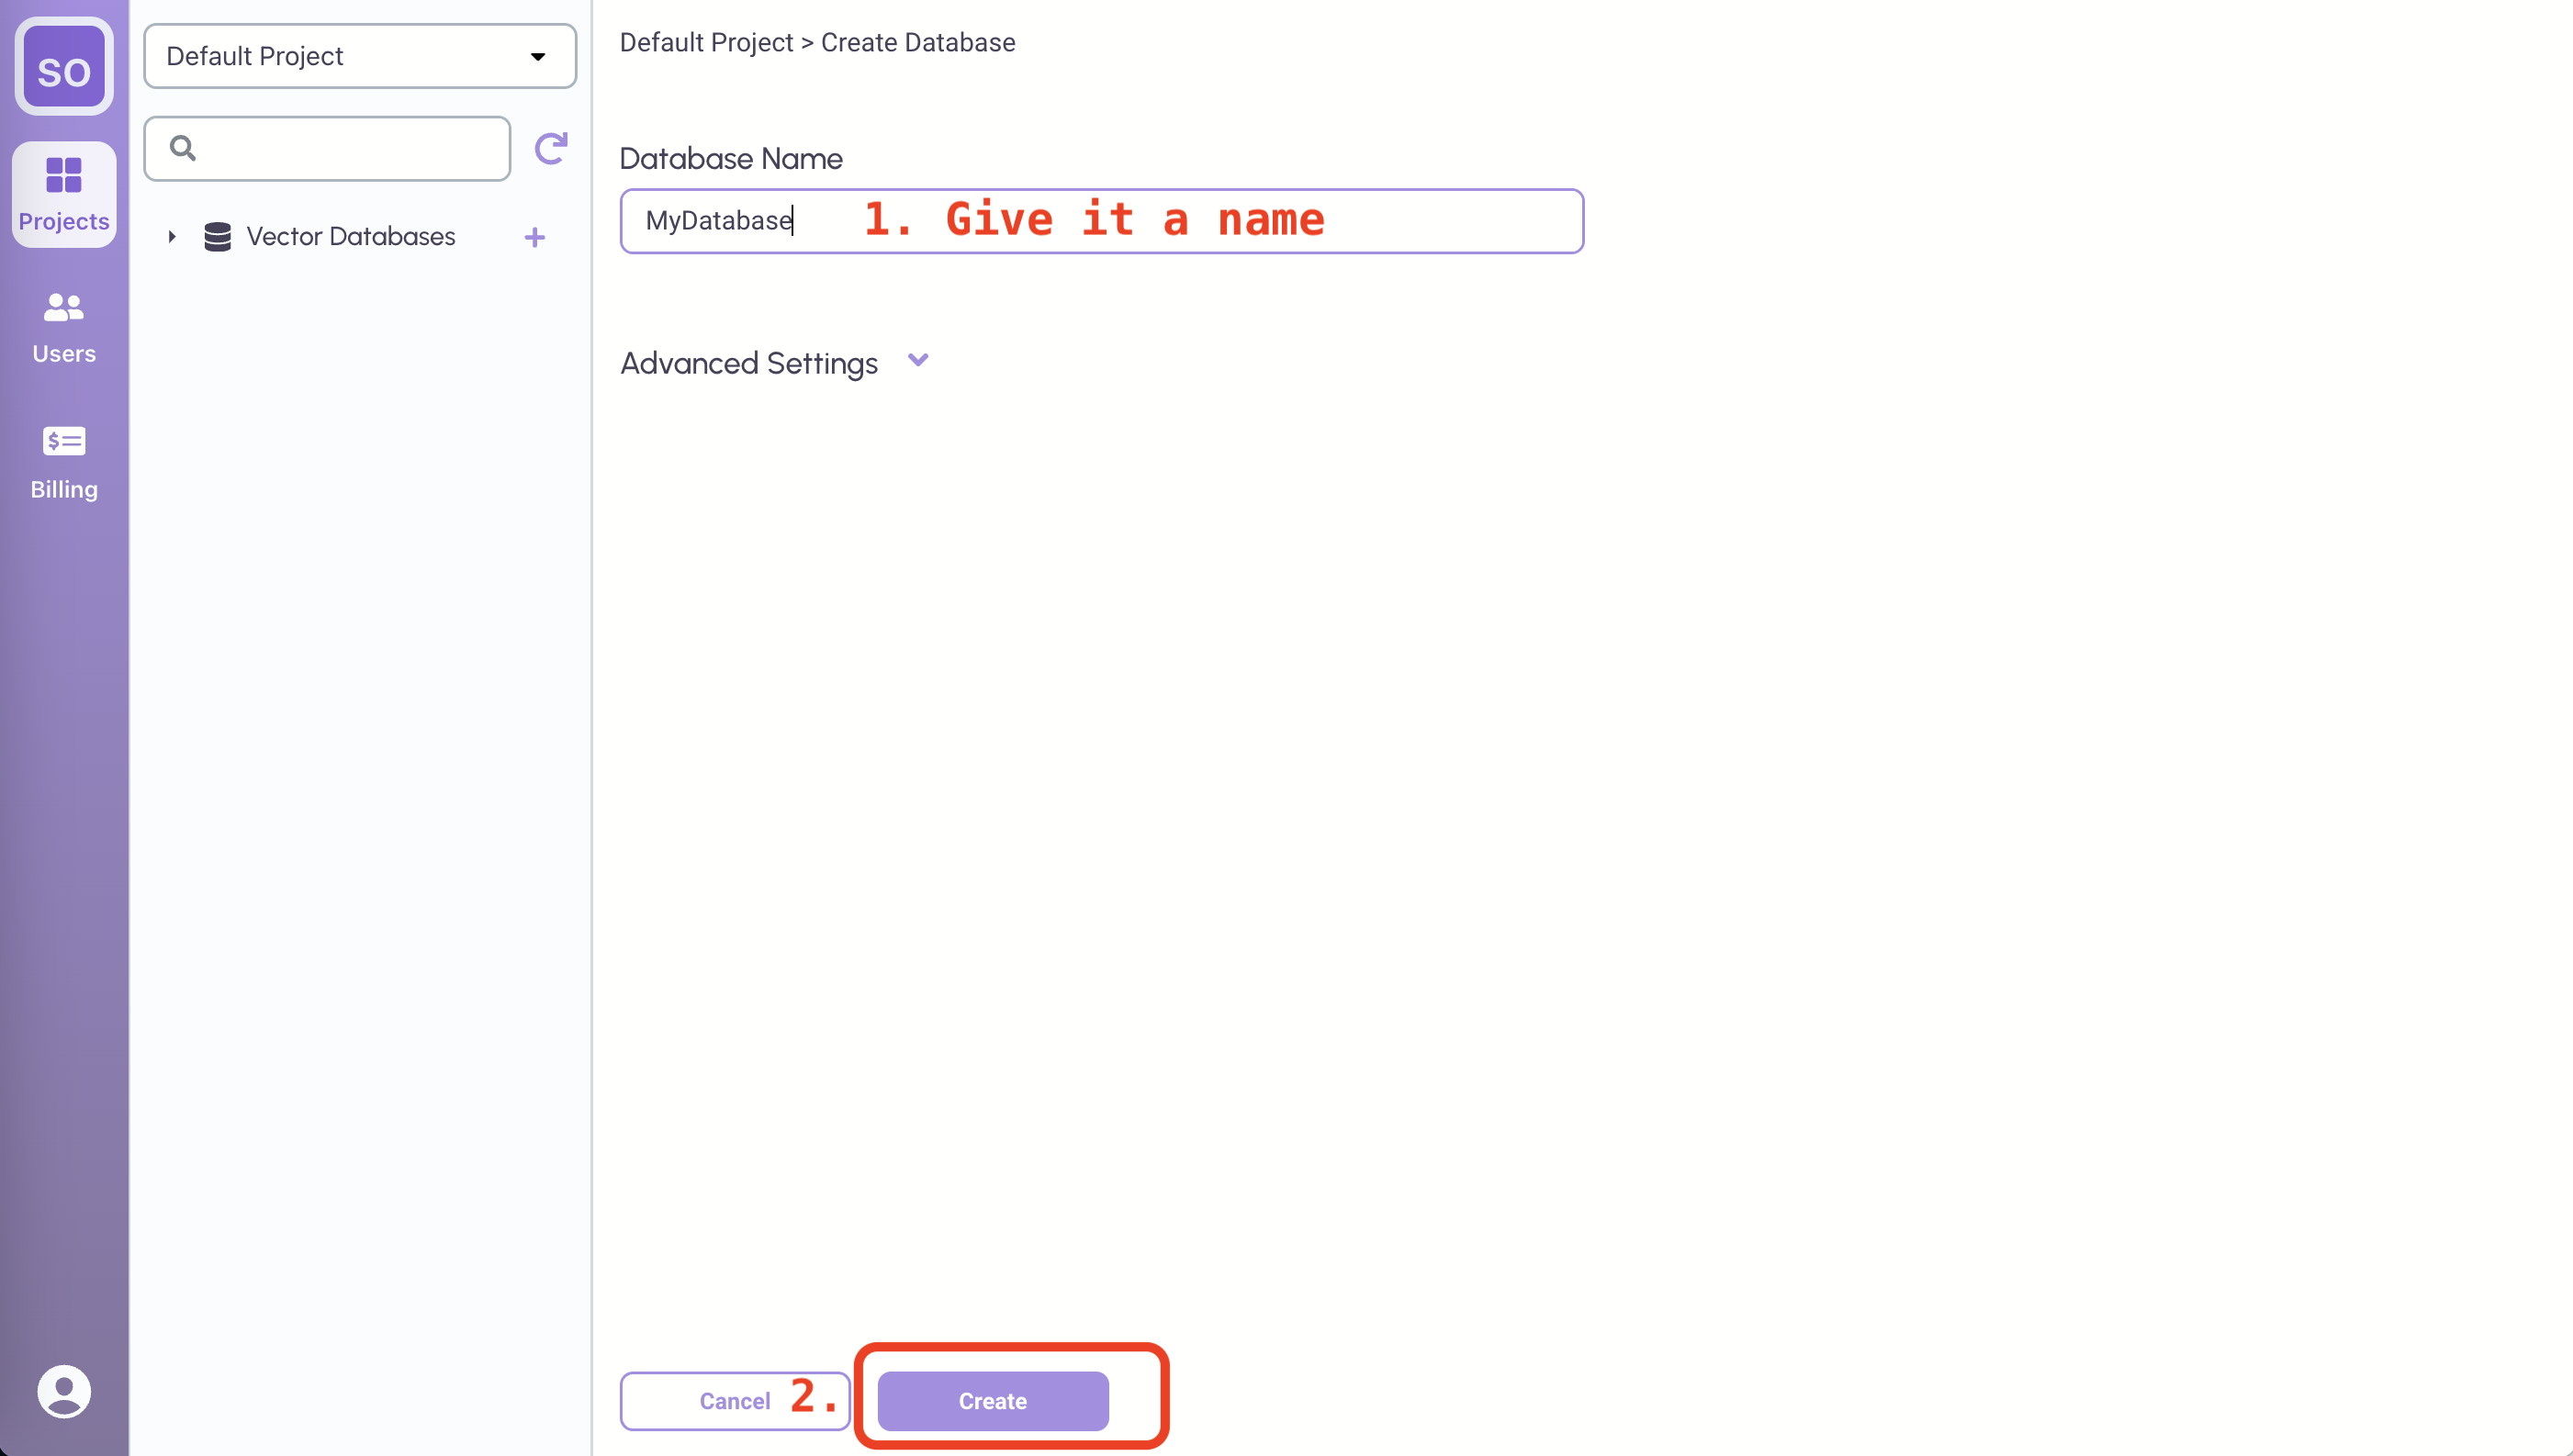 SO
Projects
Users
Billing
Default Project
Vector Databases +
Default Project > Create Database
Database Name
MyDatabase 1. Give it a name
Advanced Settings
Cancel 2. Create